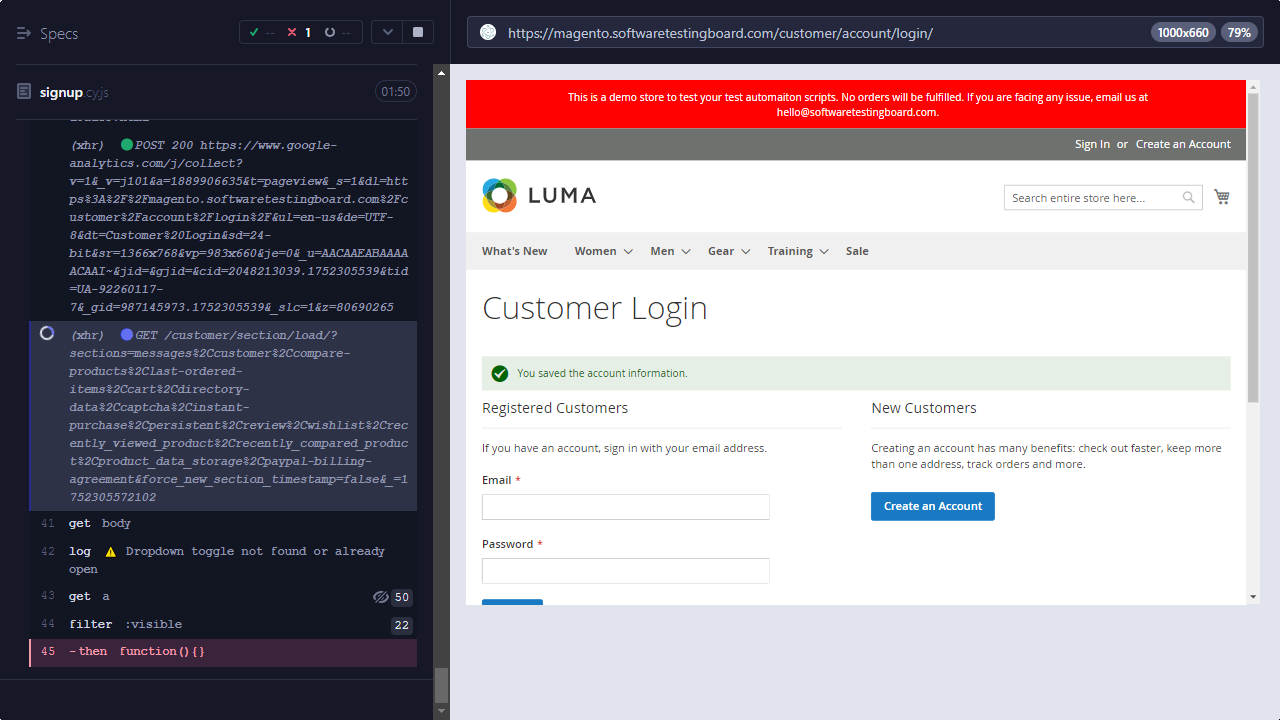 Specs
--
1
--
https://magento.softwaretestingboard.com/customer/account/login/
1000x660
79%
signup.cy.js
01:50
(xhr) POST 200 https://www.google-
analytics.com/j/collect?
v=1&_v=j101&a=1889906635&t=pageview&_s=1&dl=htt
ps%3A%2F%2Fmagento.softwaretestingboard.com%2Fc
ustomer%2Faccount%2Flogin%2F&ul=en-us&de=UTF-
8&dt=Customer%20Login&sd=24-
bit&sr=1366x768&vp=983x660&je=0&_u=AACAAEABAAAA
ACAAI~&jid=&gjid=&cid=2048213039.1752305539&tid
=UA-92260117-
7&_gid=987145973.1752305539&_slc=1&z=80690265
(xhr) GET /customer/section/load/?
sections=messages%2Ccustomer%2Ccompare-
products%2Clast-ordered-
items%2Ccart%2Cdirectory-
data%2Ccaptcha%2Cinstant-
purchase%2Cpersistent%2Creview%2Cwishlist%2Crec
ently_viewed_product%2Crecently_compared_produc
t%2Cproduct_data_storage%2Cpaypal-billing-
agreement&force_new_section_timestamp=false&_=1
752305572102
41 get body
42 log Dropdown toggle not found or already
open
43 get a 50
44 filter :visible 22
45 -then function(){}
This is a demo store to test your test automaiton scripts. No orders will be fulfilled. If you are facing any issue, email us at
hello@softwaretestingboard.com.
Sign In or Create an Account
LUMA
Search entire store here...
What's New Women Men Gear Training Sale
Customer Login
You saved the account information.
Registered Customers
If you have an account, sign in with your email address.
Email *
Password *
New Customers
Creating an account has many benefits: check out faster, keep more
than one address, track orders and more.
Create an Account